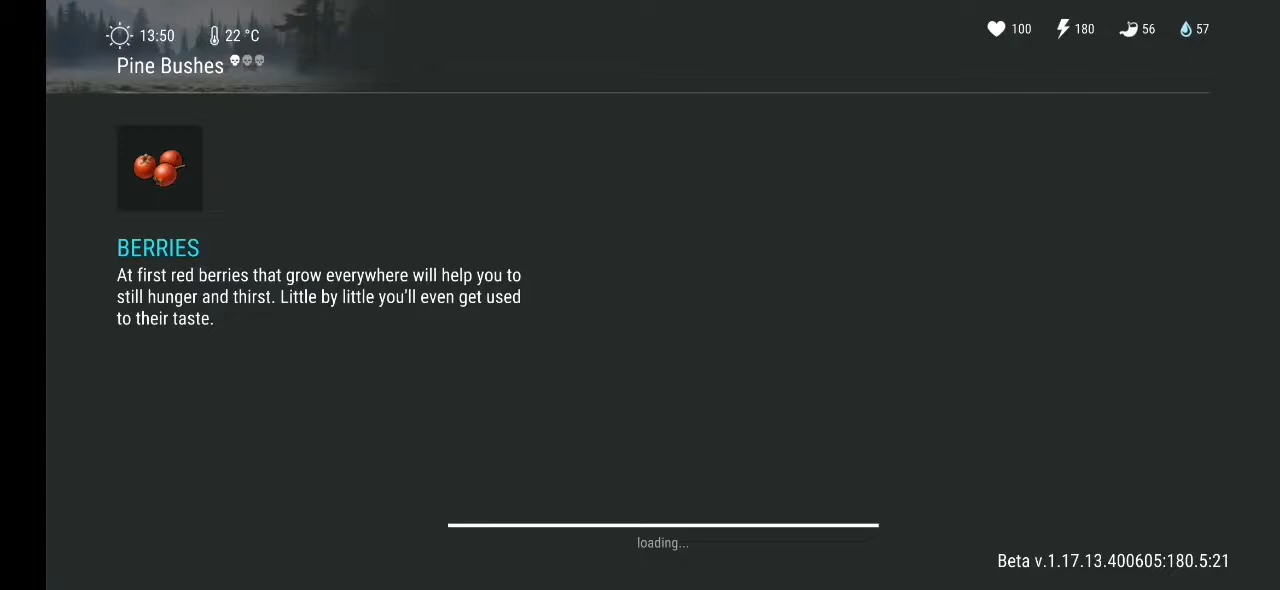 13:50 22 °C
100 180 56 57
Pine Bushes
BERRIES
At first red berries that grow everywhere will help you to
still hunger and thirst. Little by little you'll even get used
to their taste.
loading...
Beta v.1.17.13.400605:180.5:21